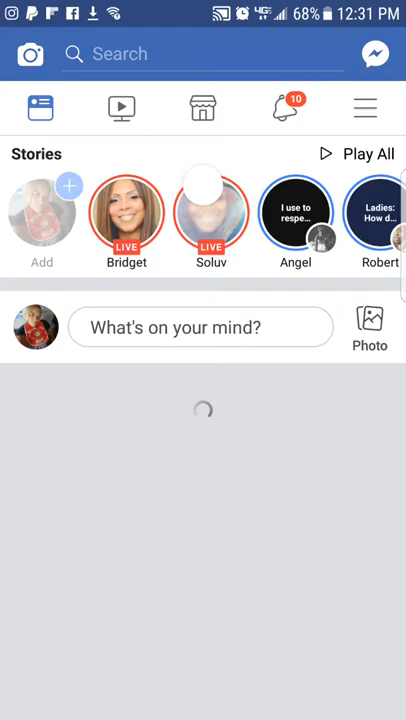 68% 12:31 PM
Search
10
Stories
Play All
I use to
respe...
Ladies:
How d...
LIVE
LIVE
Add
Bridget
Soluv
Angel
Robert
What's on your mind?
Photo